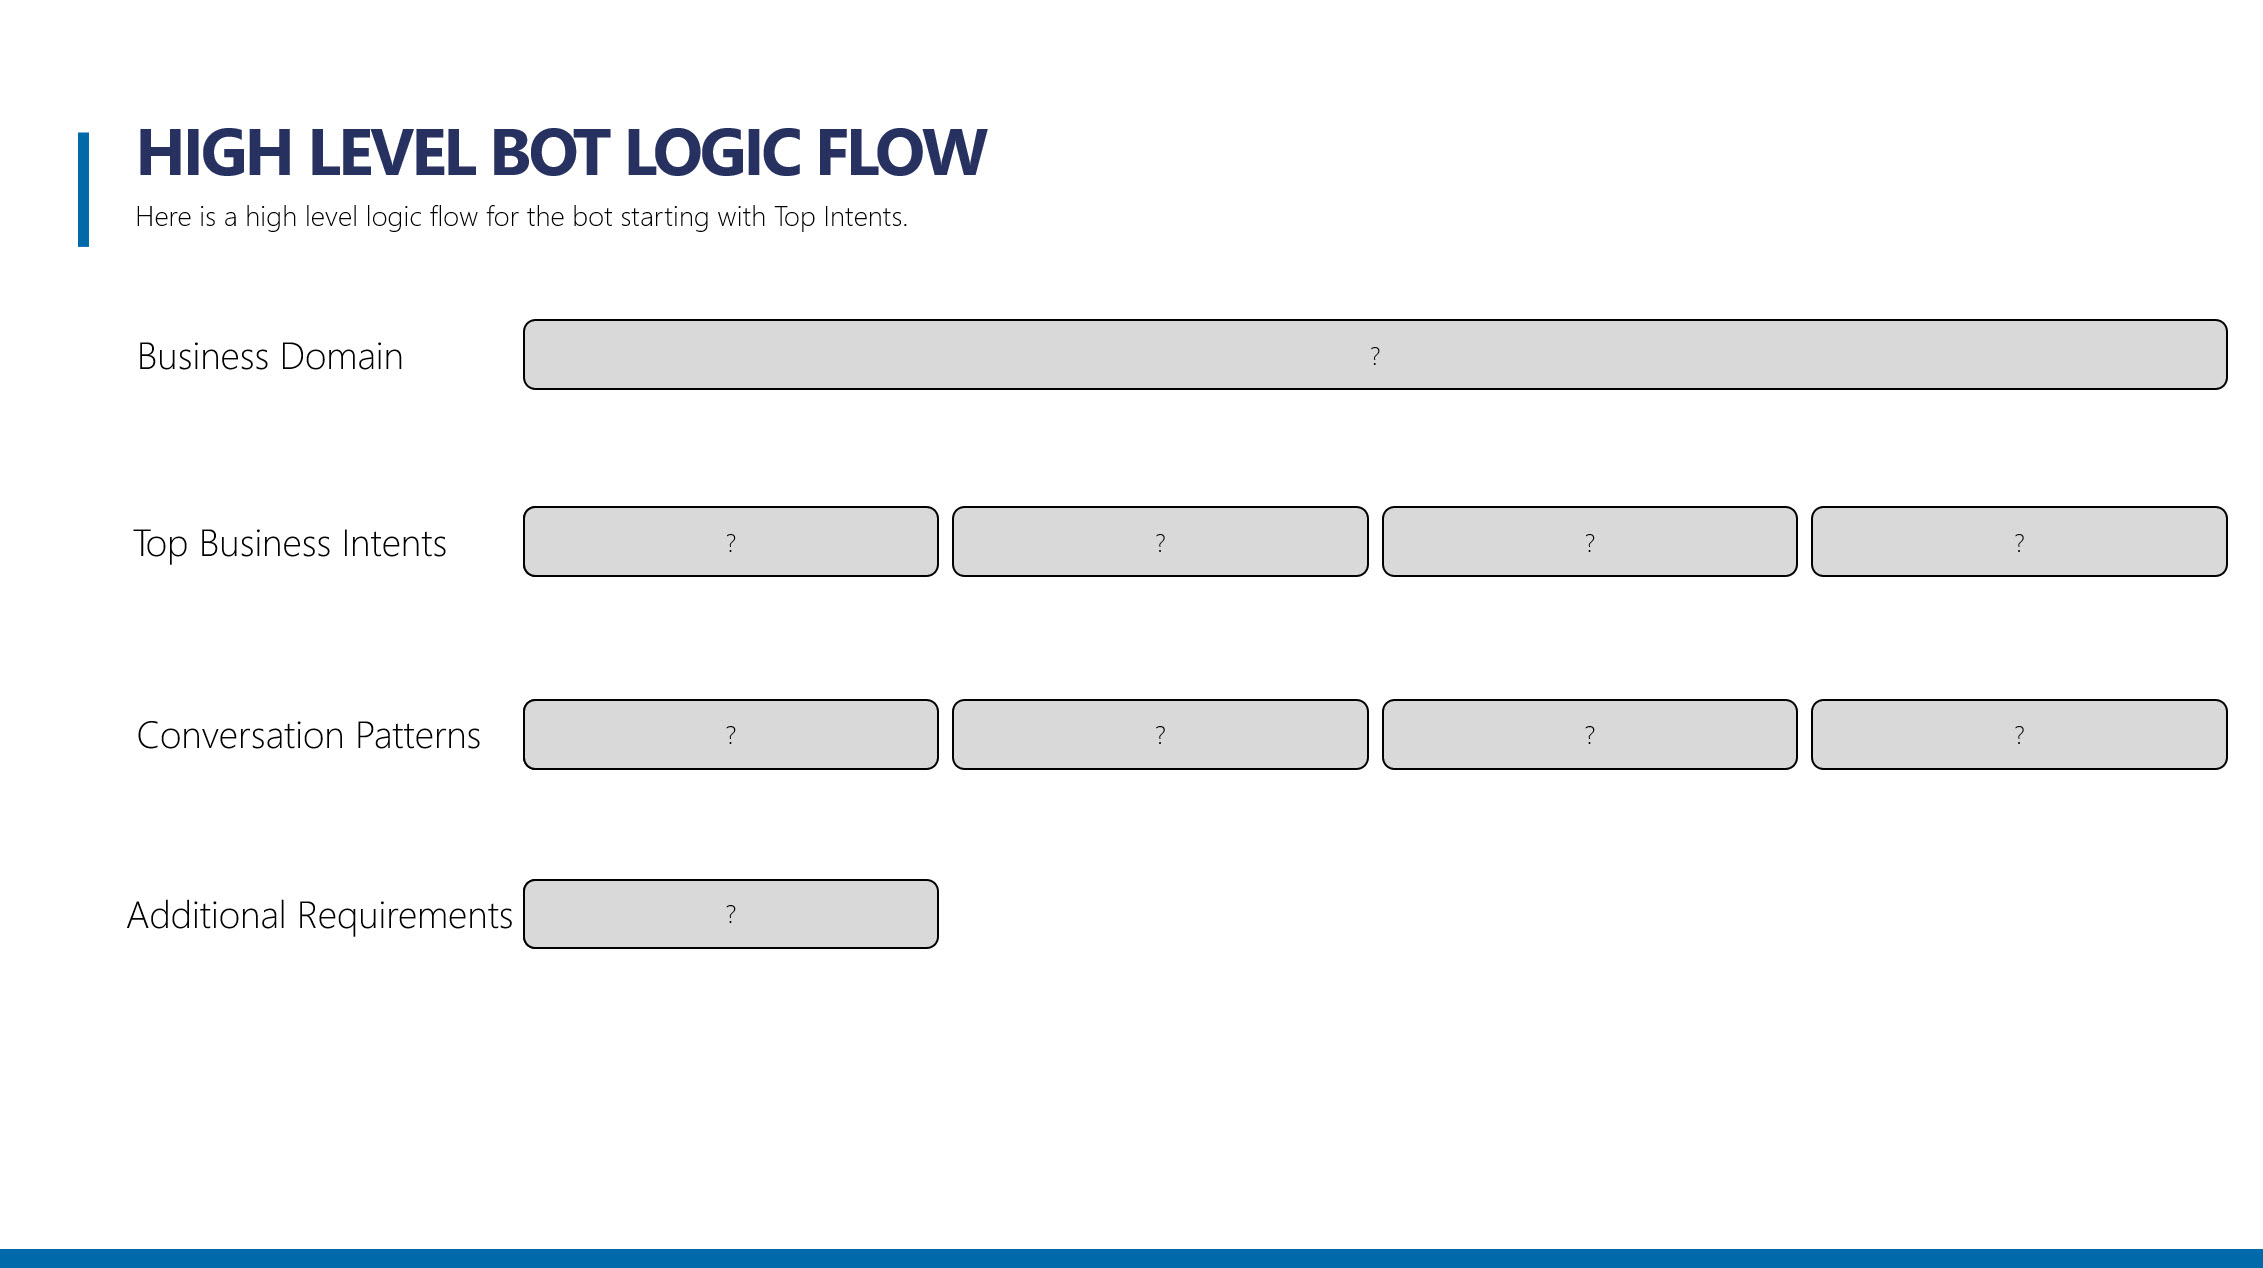 HIGH LEVEL BOT LOGIC FLOW
Here is a high level logic flow for the bot starting with Top Intents.
Business Domain
?
Top Business Intents
? ? ? ?
Conversation Patterns
? ? ? ?
Additional Requirements
?